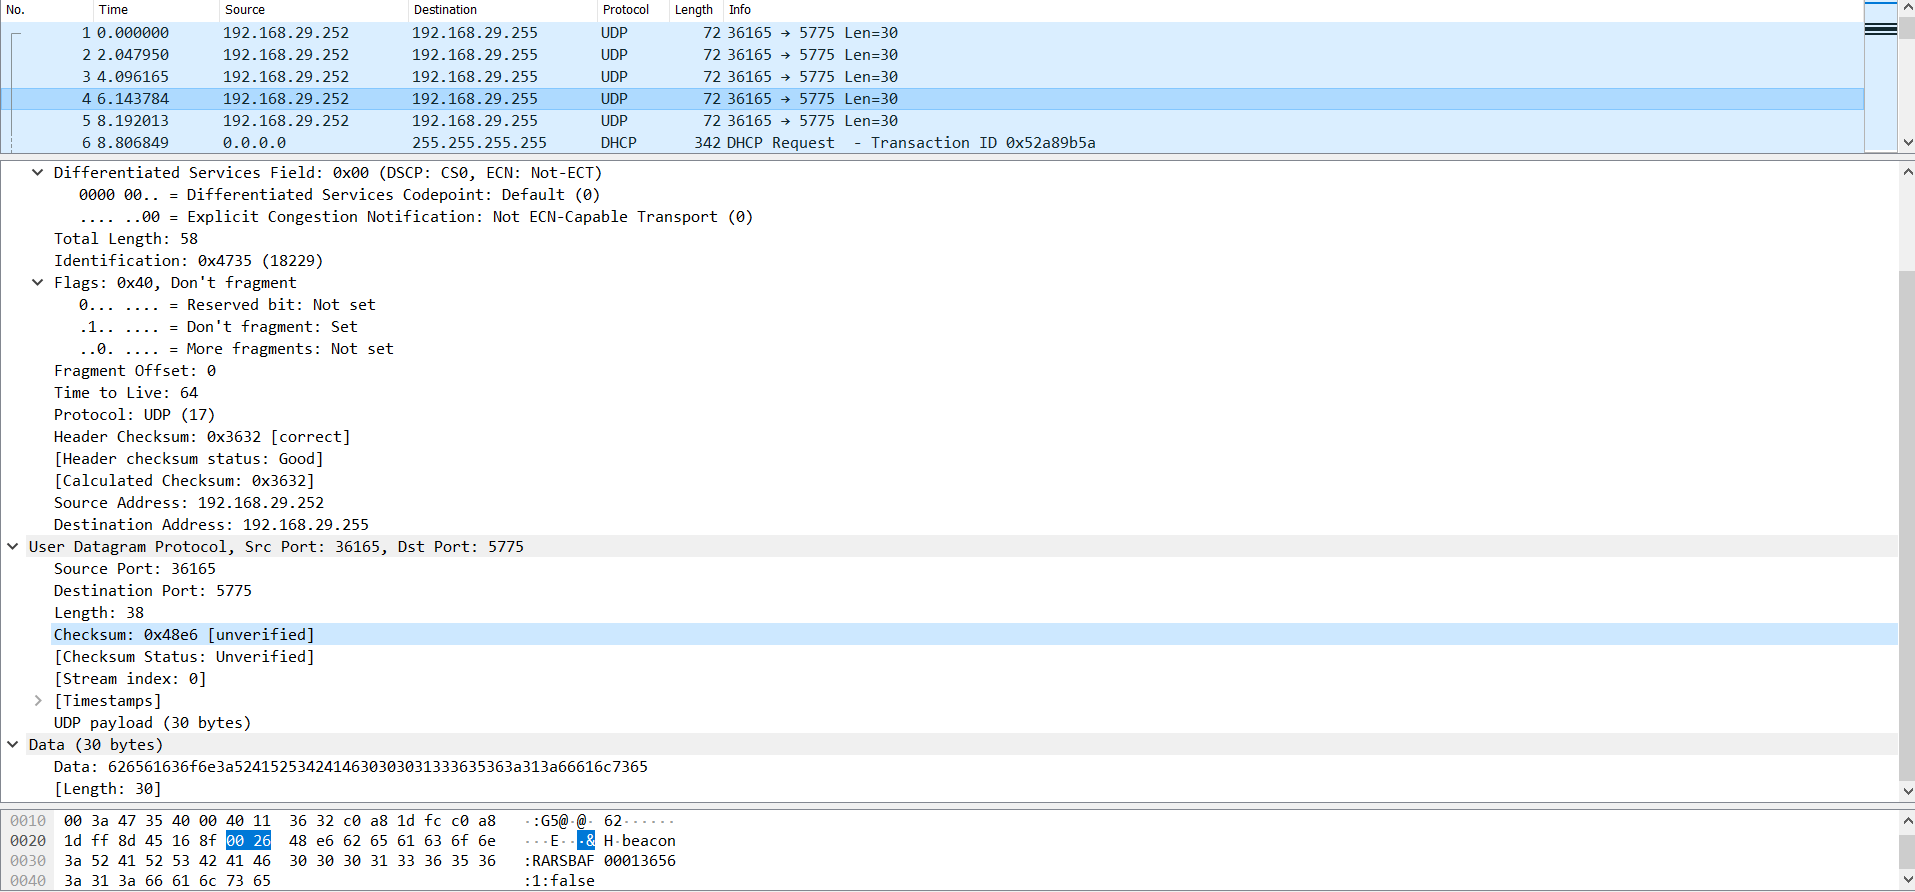 No. Time Source Destination Protocol Length Info
1 0.000000 192.168.29.252 192.168.29.255 UDP 72 36165 → 5775 Len=30
2 2.047950 192.168.29.252 192.168.29.255 UDP 72 36165 → 5775 Len=30
3 4.096165 192.168.29.252 192.168.29.255 UDP 72 36165 → 5775 Len=30
4 6.143784 192.168.29.252 192.168.29.255 UDP 72 36165 → 5775 Len=30
5 8.192013 192.168.29.252 192.168.29.255 UDP 72 36165 → 5775 Len=30
6 8.806849 0.0.0.0 255.255.255.255 DHCP 342 DHCP Request - Transaction ID 0x52a89b5a
Differentiated Services Field: 0x00 (DSCP: CS0, ECN: Not-ECT)
0000 00.. = Differentiated Services Codepoint: Default (0)
.... ..00 = Explicit Congestion Notification: Not ECN-Capable Transport (0)
Total Length: 58
Identification: 0x4735 (18229)
Flags: 0x40, Don't fragment
0... .... = Reserved bit: Not set
.1.. .... = Don't fragment: Set
..0. .... = More fragments: Not set
Fragment Offset: 0
Time to Live: 64
Protocol: UDP (17)
Header Checksum: 0x3632 [correct]
[Header checksum status: Good]
[Calculated Checksum: 0x3632]
Source Address: 192.168.29.252
Destination Address: 192.168.29.255
User Datagram Protocol, Src Port: 36165, Dst Port: 5775
Source Port: 36165
Destination Port: 5775
Length: 38
Checksum: 0x48e6 [unverified]
[Checksum Status: Unverified]
[Stream index: 0]
[Timestamps]
UDP payload (30 bytes)
Data (30 bytes)
Data: 626561636f6e3a5241525342414630303031333635363a313a66616c7365
[Length: 30]
0010 00 3a 47 35 40 00 40 11 36 32 c0 a8 1d fc c0 a8 ·:G5@·@· 62······
0020 1d ff 8d 45 16 8f 00 26 48 e6 62 65 61 63 6f 6e ···E···& H·beacon
0030 3a 52 41 52 53 42 41 46 30 30 30 31 33 36 35 36 :RARSBAF 00013656
0040 3a 31 3a 66 61 6c 73 65 :1:false